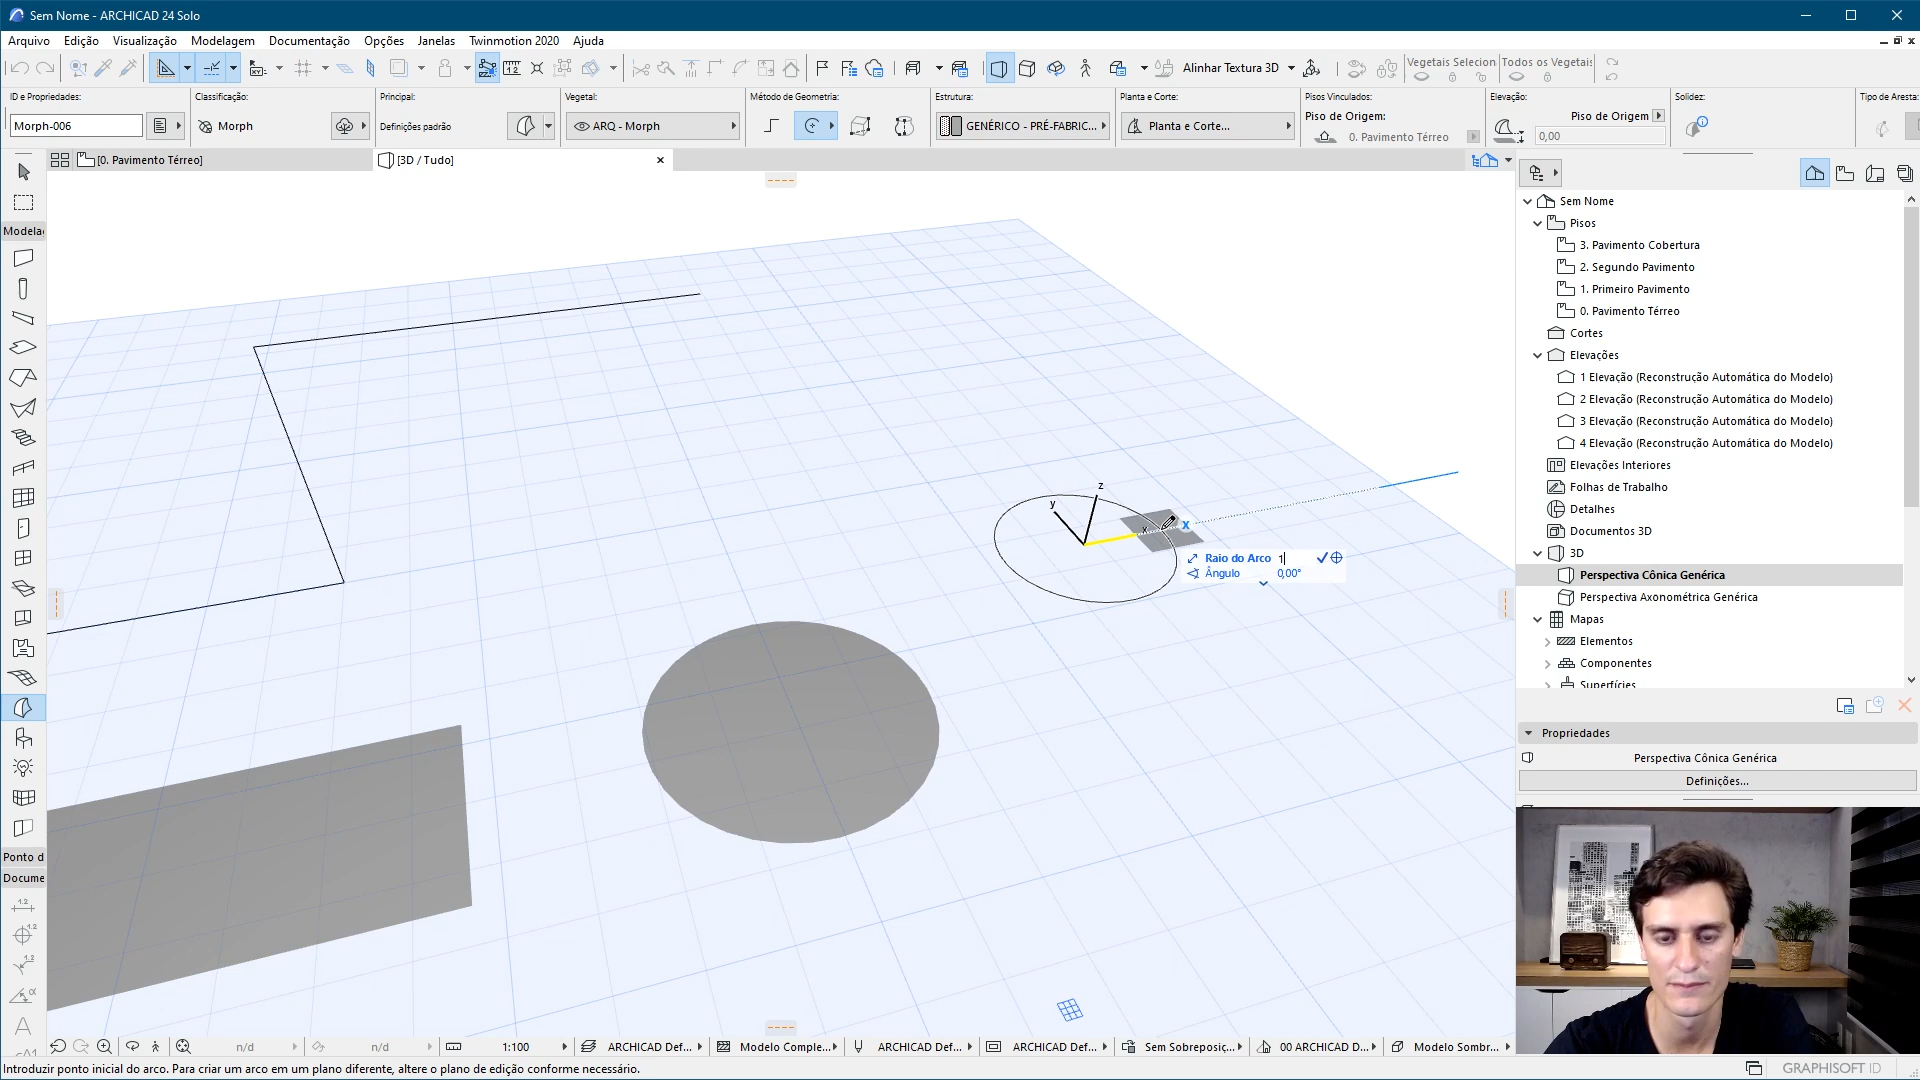 Sem Nome - ARCHICAD 24 Solo
Arquivo Edição Visualização Modelagem Documentação Opções Janelas Twinmotion 2020 Ajuda
Alinhar Textura 3D
Vegetais Selecion
Todos os Vegetais
ID e Propriedades:
Morph-006
Classificação:
Morph
Principal:
Definições padrão
Vegetal:
ARQ - Morph
Método de Geometria:
Estrutura:
GENÉRICO - PRÉ-FABRIC...
Planta e Corte:
Planta e Corte...
Pisos Vinculados:
Piso de Origem:
0. Pavimento Térreo
Elevação:
Piso de Origem
0,00
Solidez:
Tipo de Aresta:
[0. Pavimento Térreo]
[3D / Tudo]
Modelaç
Ponto d
Docume
z
y
x
x
Raio do Arco 1
Ângulo 0,00°
Sem Nome
Pisos
3. Pavimento Cobertura
2. Segundo Pavimento
1. Primeiro Pavimento
0. Pavimento Térreo
Cortes
Elevações
1 Elevação (Reconstrução Automática do Modelo)
2 Elevação (Reconstrução Automática do Modelo)
3 Elevação (Reconstrução Automática do Modelo)
4 Elevação (Reconstrução Automática do Modelo)
Elevações Interiores
Folhas de Trabalho
Detalhes
Documentos 3D
3D
Perspectiva Cônica Genérica
Perspectiva Axonométrica Genérica
Mapas
Elementos
Componentes
Superfícies
Propriedades
Perspectiva Cônica Genérica
Definições...
n/d
n/d
1:100
ARCHICAD Def...
Modelo Comple...
ARCHICAD Def...
ARCHICAD Def...
Sem Sobreposiç...
00 ARCHICAD D...
Modelo Sombr...
Introduzir ponto inicial do arco. Para criar um arco em um plano diferente, altere o plano de edição conforme necessário.
GRAPHISOFT ID